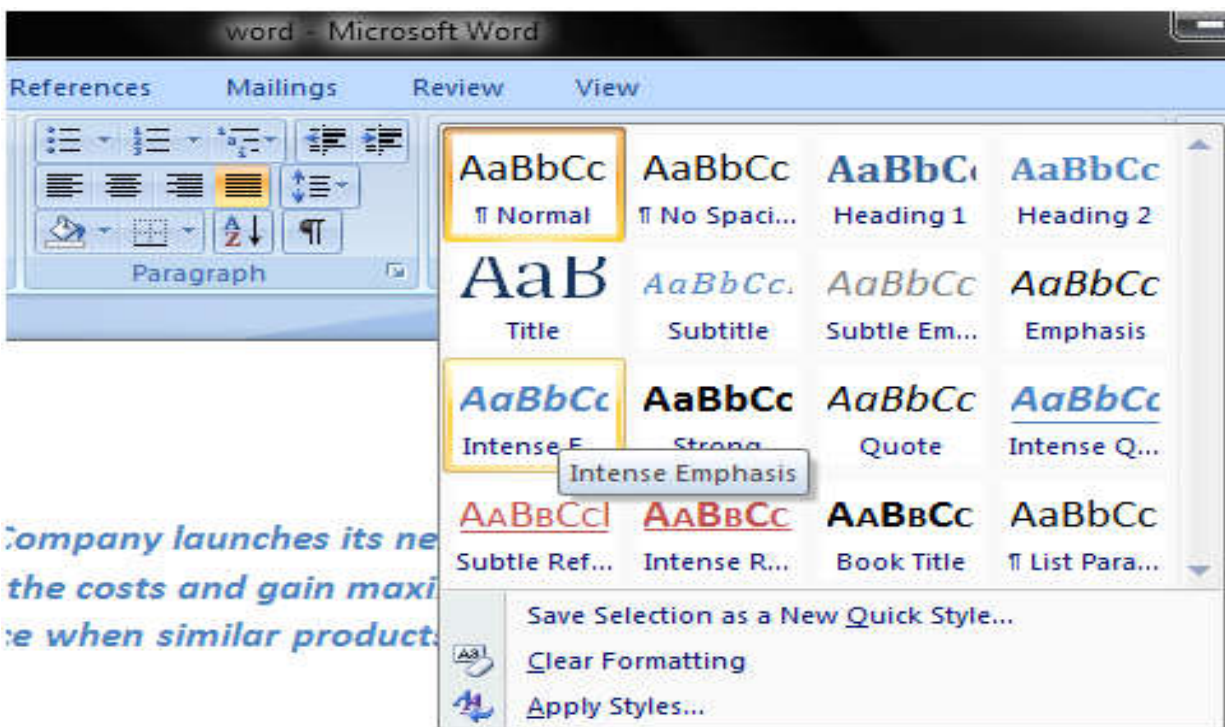 word - Microsoft Word
References Mailings Review View
AaBbCc AaBbCc AaBbC AaBbCc
¶ Normal ¶ No Spaci... Heading 1 Heading 2
Paragraph
AaB AaBbCc. AaBbCc AaBbCc
Title Subtitle Subtle Em... Emphasis
AaBbCc AaBbCc AaBbCc AaBbCc
Intense E... Strong Quote Intense Q...
Intense Emphasis
AABBCC AABBCC AABBCC AaBbCc
Subtle Ref... Intense R... Book Title ¶ List Para...
Company launches its ne
the costs and gain maxi
ce when similar products
Save Selection as a New Quick Style...
Clear Formatting
Apply Styles...